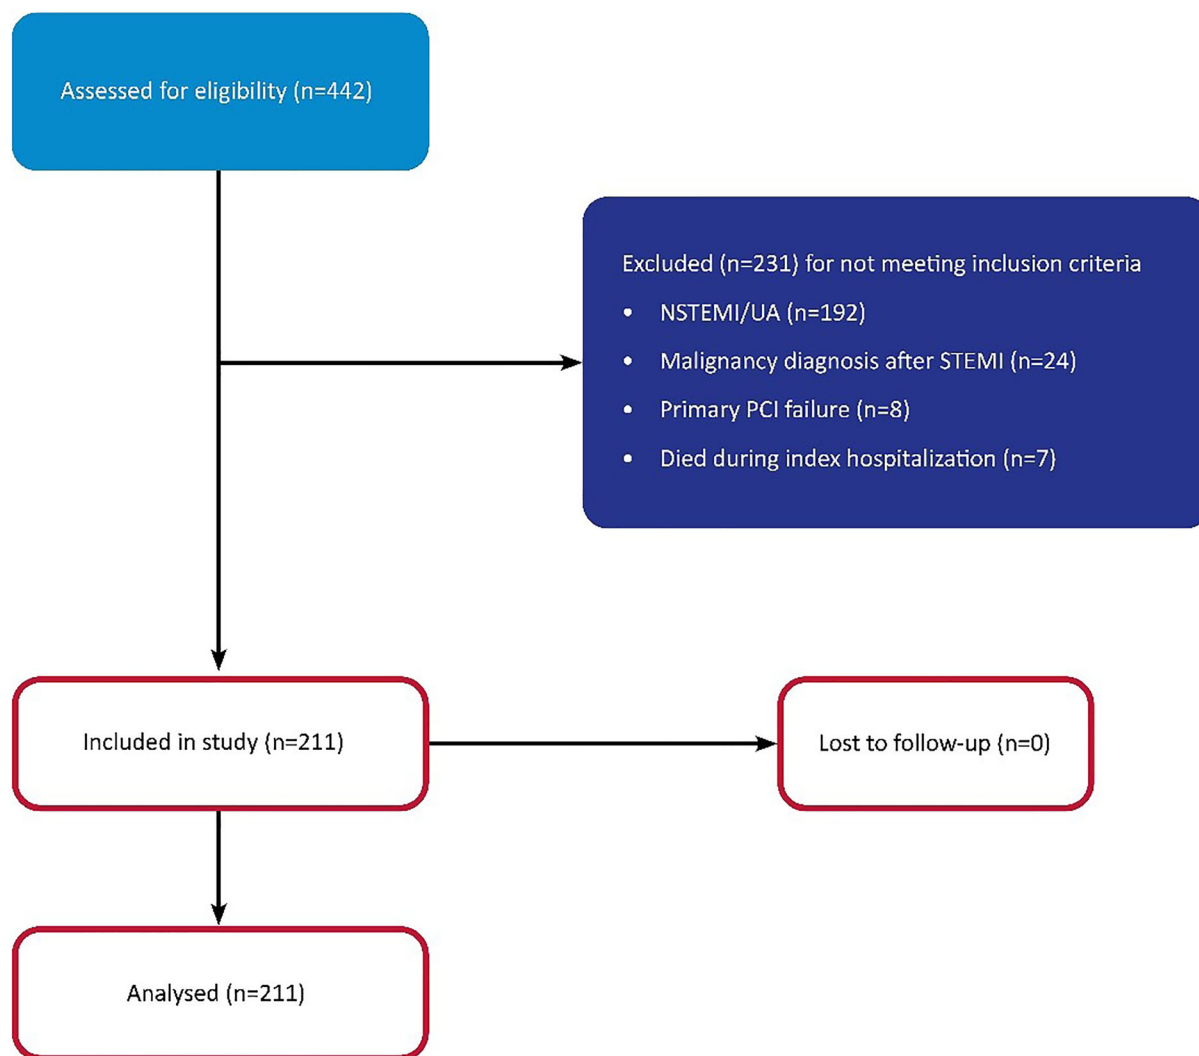 Assessed for eligibility (n=442)
Excluded (n=231) for not meeting inclusion criteria
• NSTEMI/UA (n=192)
• Malignancy diagnosis after STEMI (n=24)
• Primary PCI failure (n=8)
• Died during index hospitalization (n=7)
Included in study (n=211)
Lost to follow-up (n=0)
Analysed (n=211)